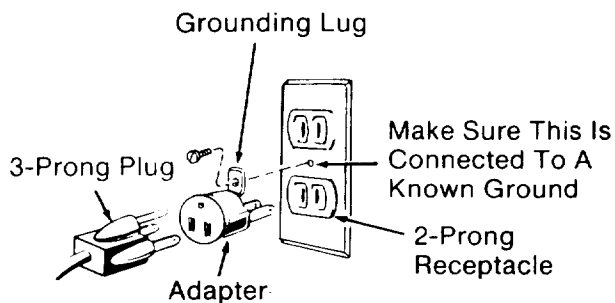 Grounding Lug
Make Sure This Is
Connected To A
Known Ground
3-Prong Plug
2-Prong
Receptacle
Adapter